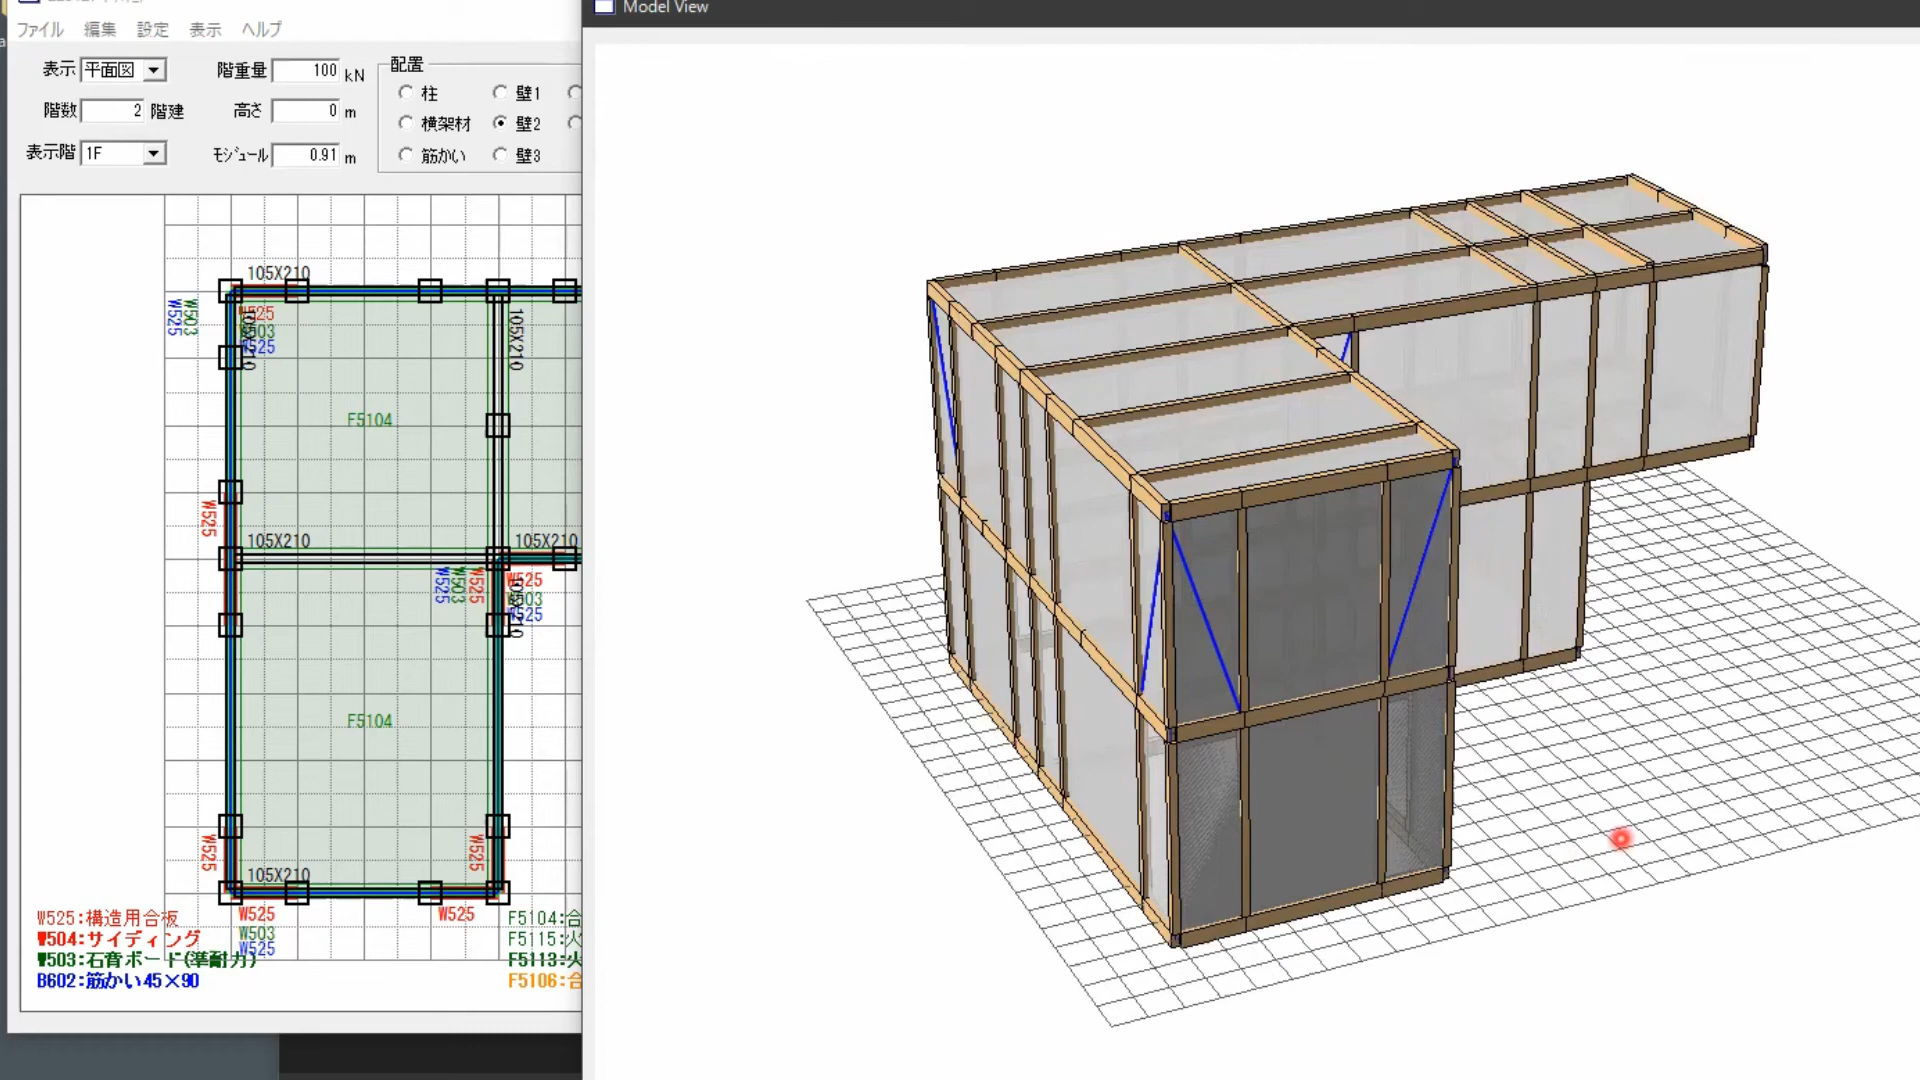 Model View
ファイル 編集 設定 表示 ヘルプ
表示 平面図 階重量 100 kN 配置
柱 壁1
階数 2 階建 高さ 0 m
横架材 壁2
表示階 1F モジュール 0.91 m
筋かい 壁3
105X210
W525
W503
W525
W503
W525
105X210
105X210
F5104
W525
105X210
105X210
W525
W503
W525
W525
W503
W525
105X210
F5104
W525
W525
105X210
W525
W503
W525
W525
W525:構造用合板
W504:サイディング
W503:石膏ボード(準耐力)
B602:筋かい45×90
F5104:合
F5115:火
F5113:火
F5106:合